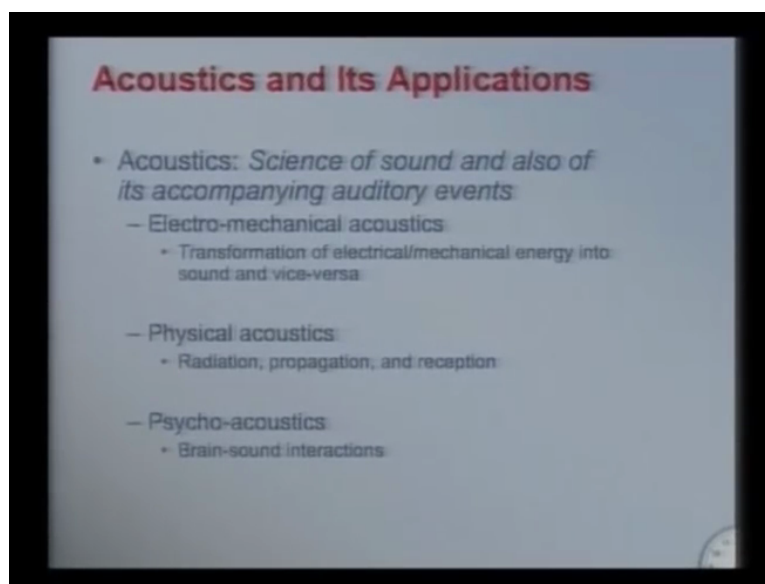 Acoustics and Its Applications
• Acoustics: Science of sound and also of
its accompanying auditory events
– Electro-mechanical acoustics
• Transformation of electrical/mechanical energy into
sound and vice-versa
– Physical acoustics
• Radiation, propagation, and reception
– Psycho-acoustics
• Brain-sound interactions